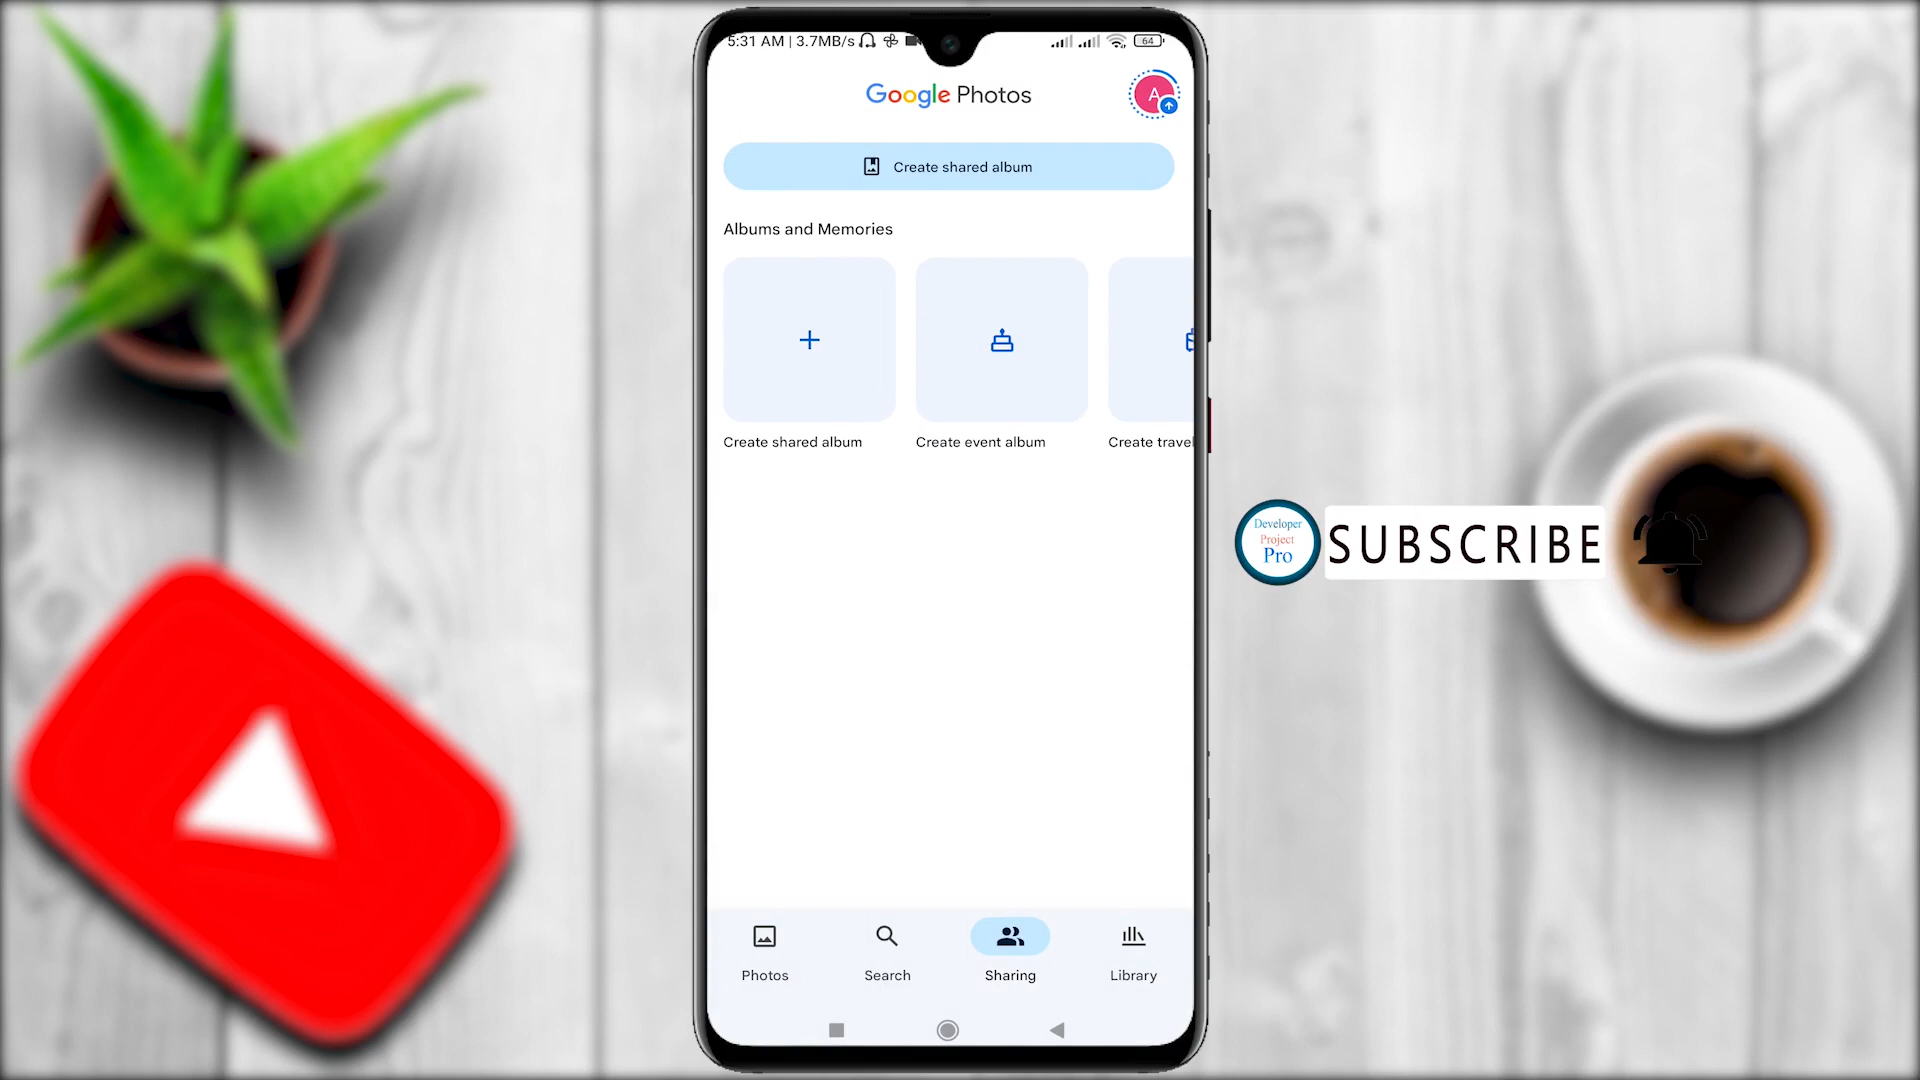 5:31 AM | 3.7MB/s
64
Google Photos
A
Create shared album
Albums and Memories
Create shared album
Create event album
Create travel
Developer
Project
Pro
SUBSCRIBE
Photos
Search
Sharing
Library